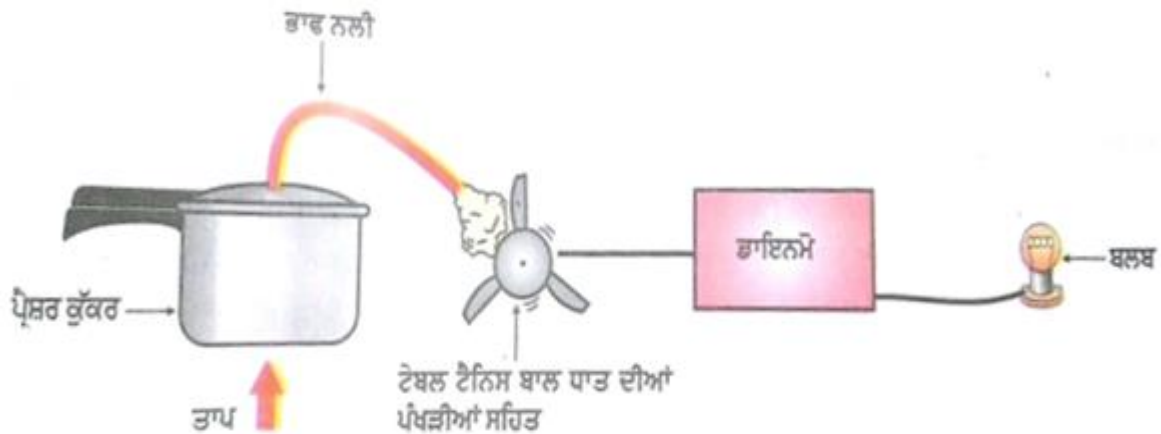 ਭਾਫ ਨਲੀ
ਡਾਇਨਮੋ
ਬਲਬ
ਪ੍ਰੈਸ਼ਰ ਕੁੱਕਰ
ਟੇਬਲ ਟੈਨਿਸ ਬਾਲ ਧਾਤ ਦੀਆਂ
ਪੰਖੜੀਆਂ ਸਹਿਤ
ਤਾਪ